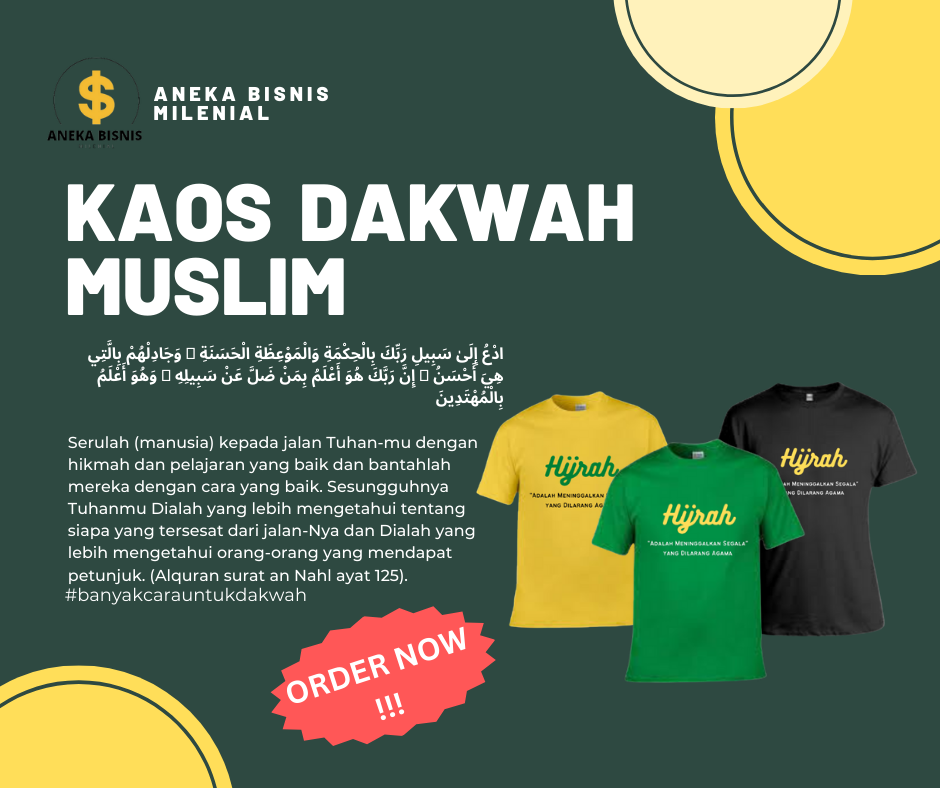 ANEKA BISNIS
ANEKA BISNIS
MILENIAL
KAOS DAKWAH
MUSLIM
ادْعُ إِلَىٰ سَبِيلِ رَبِّكَ بِالْحِكْمَةِ وَالْمَوْعِظَةِ الْحَسَنَةِ ▯ وَجَادِلْهُمْ بِالَّتِي
هِيَ أَحْسَنُ ▯ إِنَّ رَبَّكَ هُوَ أَعْلَمُ بِمَنْ ضَلَّ عَنْ سَبِيلِهِ ▯ وَهُوَ أَعْلَمُ
بِالْمُهْتَدِينَ
Serulah (manusia) kepada jalan Tuhan-mu dengan
hikmah dan pelajaran yang baik dan bantahlah
mereka dengan cara yang baik. Sesungguhnya
Tuhanmu Dialah yang lebih mengetahui tentang
siapa yang tersesat dari jalan-Nya dan Dialah yang
lebih mengetahui orang-orang yang mendapat
petunjuk. (Alquran surat an Nahl ayat 125).
#banyakcarauntukdakwah
Hijrah
"ADALAH MENINGGALKAN
YANG DILARANG AG
Hijrah
"ADALAH MENINGGALKAN SEGALA"
YANG DILARANG AGAMA
Hijrah
MENINGGALKAN SEGALA"
DILARANG AGAMA
ORDER NOW
!!!